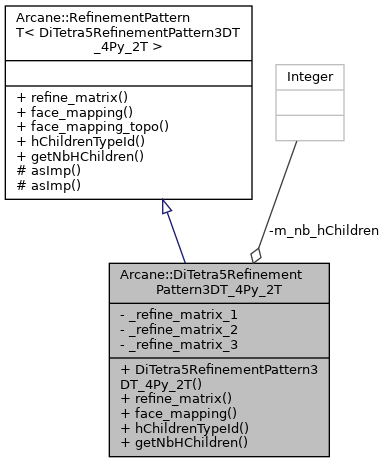 Arcane::RefinementPattern
T< DiTetra5RefinementPattern3DT
_4Py_2T >
+ refine_matrix()
+ face_mapping()
+ face_mapping_topo()
+ hChildrenTypeId()
+ getNbHChildren()
# asImp()
# asImp()
Integer
-m_nb_hChildren
Arcane::DiTetra5Refinement
Pattern3DT_4Py_2T
- _refine_matrix_1
- _refine_matrix_2
- _refine_matrix_3
+ DiTetra5RefinementPattern3
DT_4Py_2T()
+ refine_matrix()
+ face_mapping()
+ hChildrenTypeId()
+ getNbHChildren()